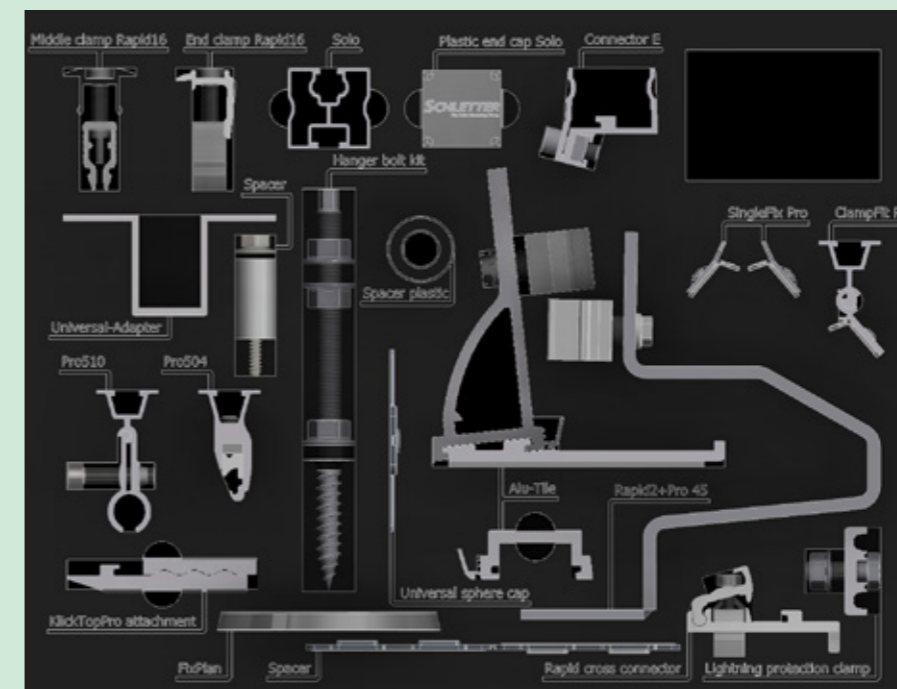 Middle clamp Rapid16
End clamp Rapid16
Solo
Plastic end cap Solo
Connector E
SCHLETTER
Hanger bolt kit
Spacer
SingleFix Pro
ClampFit P
Spacer plastic
Universal-Adapter
Pro510
Pro504
Alu-Tile
Rapid2+Pro 45
Universal sphere cap
KlickTopPro attachment
FixPlan
Spacer
Rapid cross connector
Lightning protection clamp